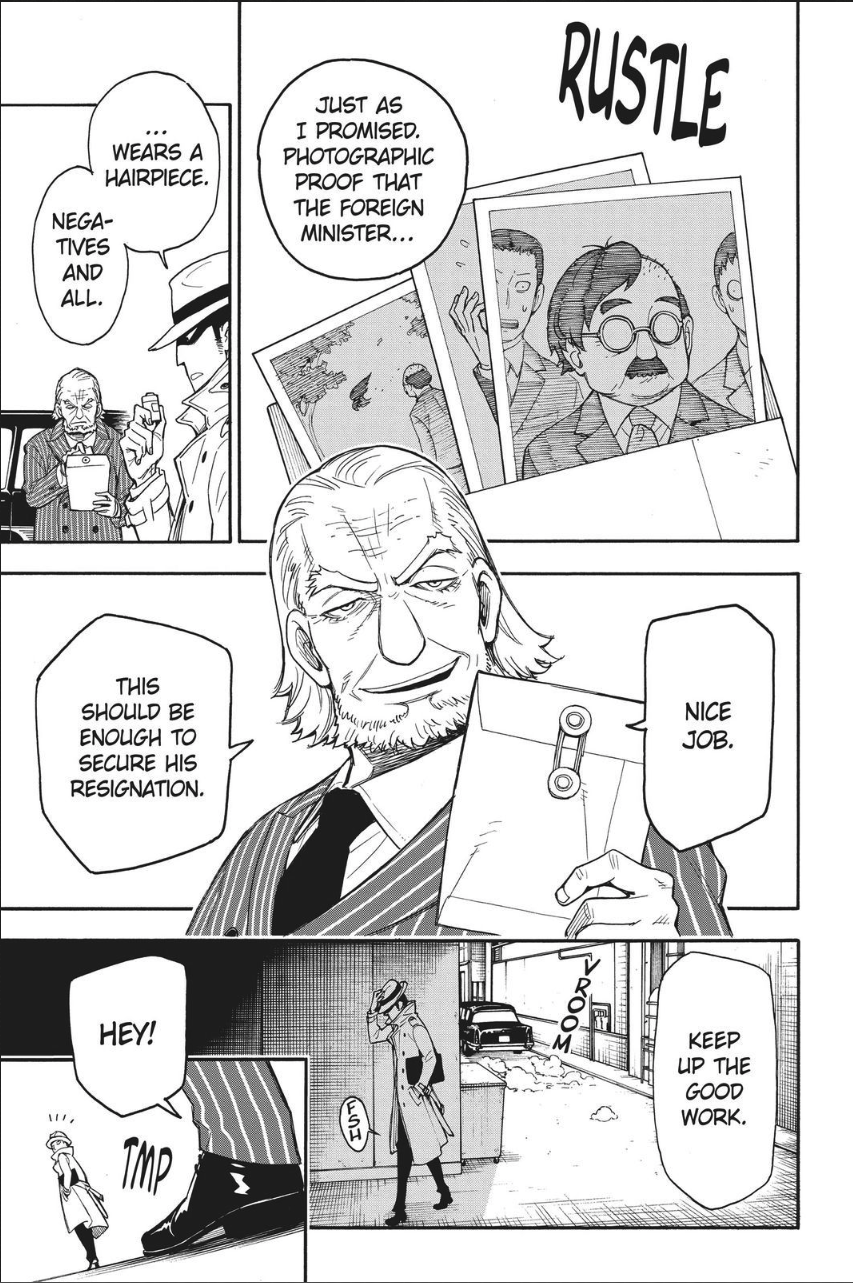 RUSTLE
JUST AS
I PROMISED.
PHOTOGRAPHIC
PROOF THAT
THE FOREIGN
MINISTER...
...
WEARS A
HAIRPIECE.
NEGA-
TIVES
AND
ALL.
NICE
JOB.
THIS
SHOULD BE
ENOUGH TO
SECURE HIS
RESIGNATION.
KEEP
UP THE
GOOD
WORK.
VROOM
FSH
HEY!
TMP